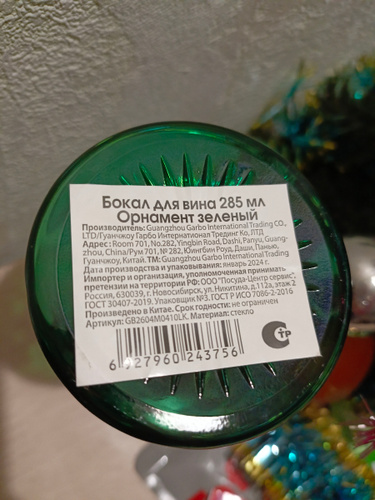 Бокал для вина 285 мл
Орнамент зеленый
Производитель: Guangzhou Garbo International Trading CO.,
LTD/Гуанчжоу Гарбо Интернатионал Трединг Ко, ЛТД
Адрес: Room 701, No.282, Yingbin Road, Dashi, Panyu, Guang-
zhou, China/Рум 701, № 282, Юингбин Роуд, Даши, Панью,
Гуанчжоу, Китай. ТМ: Guangzhou Garbo International Trading
Дата производства и упаковывания: январь 2024 г.
Импортер и организация, уполномоченная принимать
претензии на территории РФ: ООО "Посуда-Центр сервис";
Россия, 630039, г. Новосибирск, ул. Никитина, д.112а, этаж 2
ГОСТ 30407-2019. Упаковщик №3. ГОСТ Р ИСО 7086-2-2016
Произведено в Китае. Срок годности: не ограничен
Артикул: GB2604M0410LK. Материал: стекло
6 927960 243756
СТР